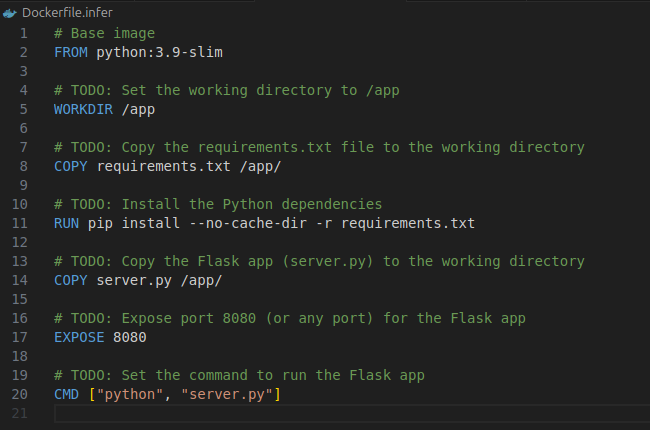 Dockerfile.infer
1 # Base image
2 FROM python:3.9-slim
3
4 # TODO: Set the working directory to /app
5 WORKDIR /app
6
7 # TODO: Copy the requirements.txt file to the working directory
8 COPY requirements.txt /app/
9
10 # TODO: Install the Python dependencies
11 RUN pip install --no-cache-dir -r requirements.txt
12
13 # TODO: Copy the Flask app (server.py) to the working directory
14 COPY server.py /app/
15
16 # TODO: Expose port 8080 (or any port) for the Flask app
17 EXPOSE 8080
18
19 # TODO: Set the command to run the Flask app
20 CMD ["python", "server.py"]
21